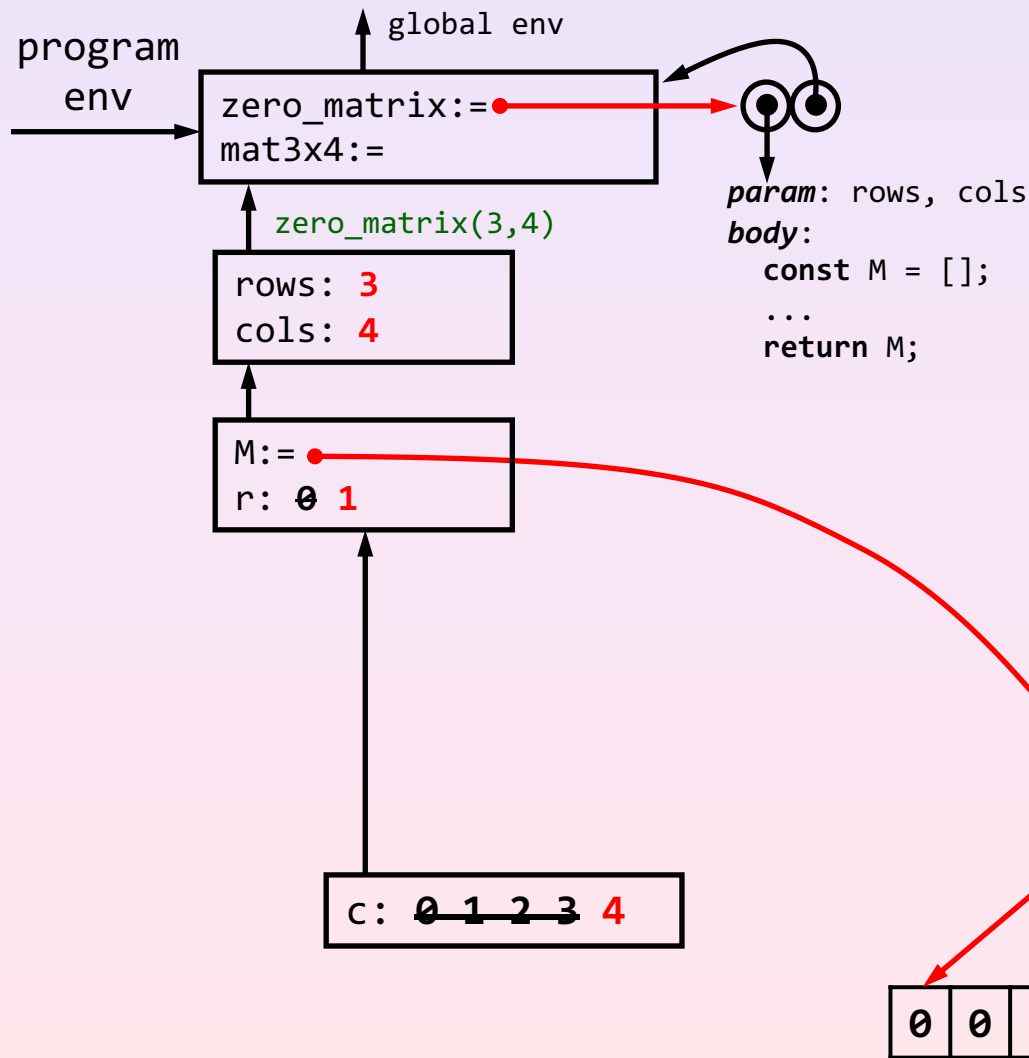 global env
program
env
zero_matrix:=
mat3x4:=
param: rows, cols
body:
const M = [];
...
return M;
zero_matrix(3,4)
rows: 3
cols: 4
M:=
r: 0 1
c: 0 1 2 3 4
0 0